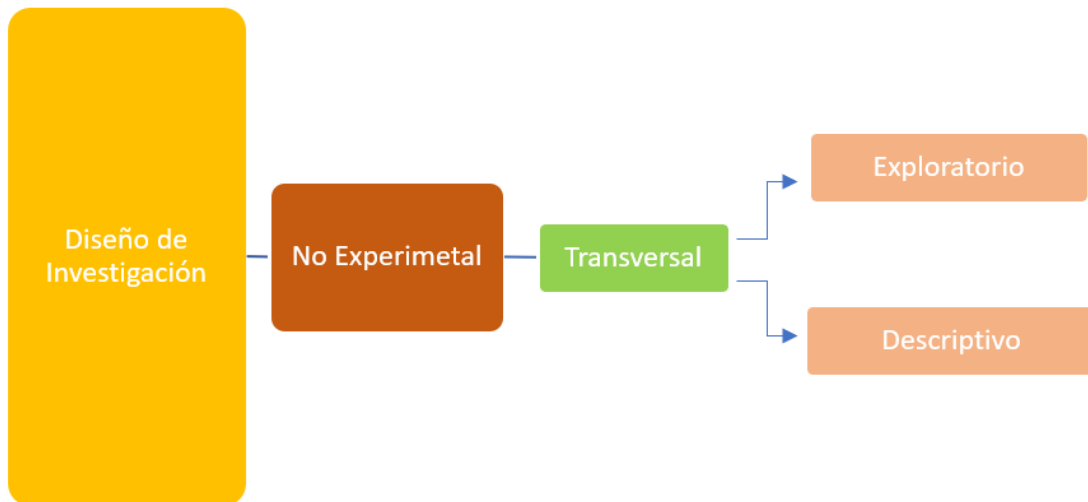 Diseño de
Investigación
No Experimetal
Transversal
Exploratorio
Descriptivo